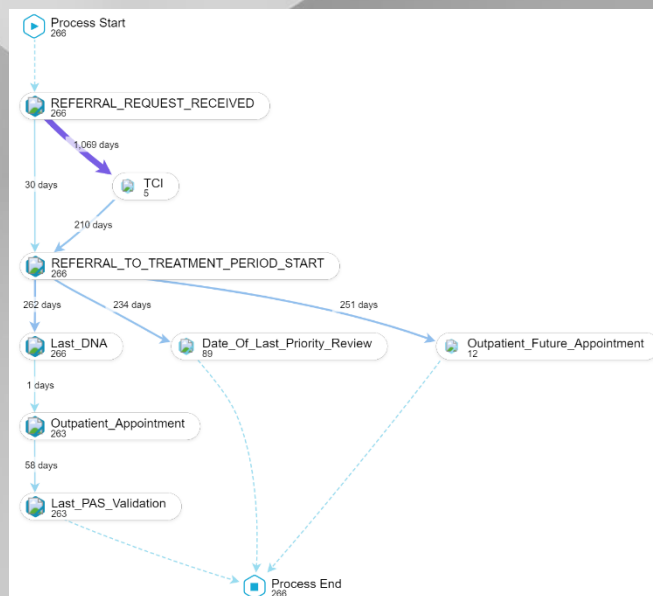 Process Start
266
REFERRAL_REQUEST_RECEIVED
266
1,069 days
30 days
TCI
5
210 days
REFERRAL_TO_TREATMENT_PERIOD_START
266
262 days
234 days
251 days
Last_DNA
266
Date_Of_Last_Priority_Review
89
Outpatient_Future_Appointment
12
1 days
Outpatient_Appointment
263
58 days
Last_PAS_Validation
263
Process End
266